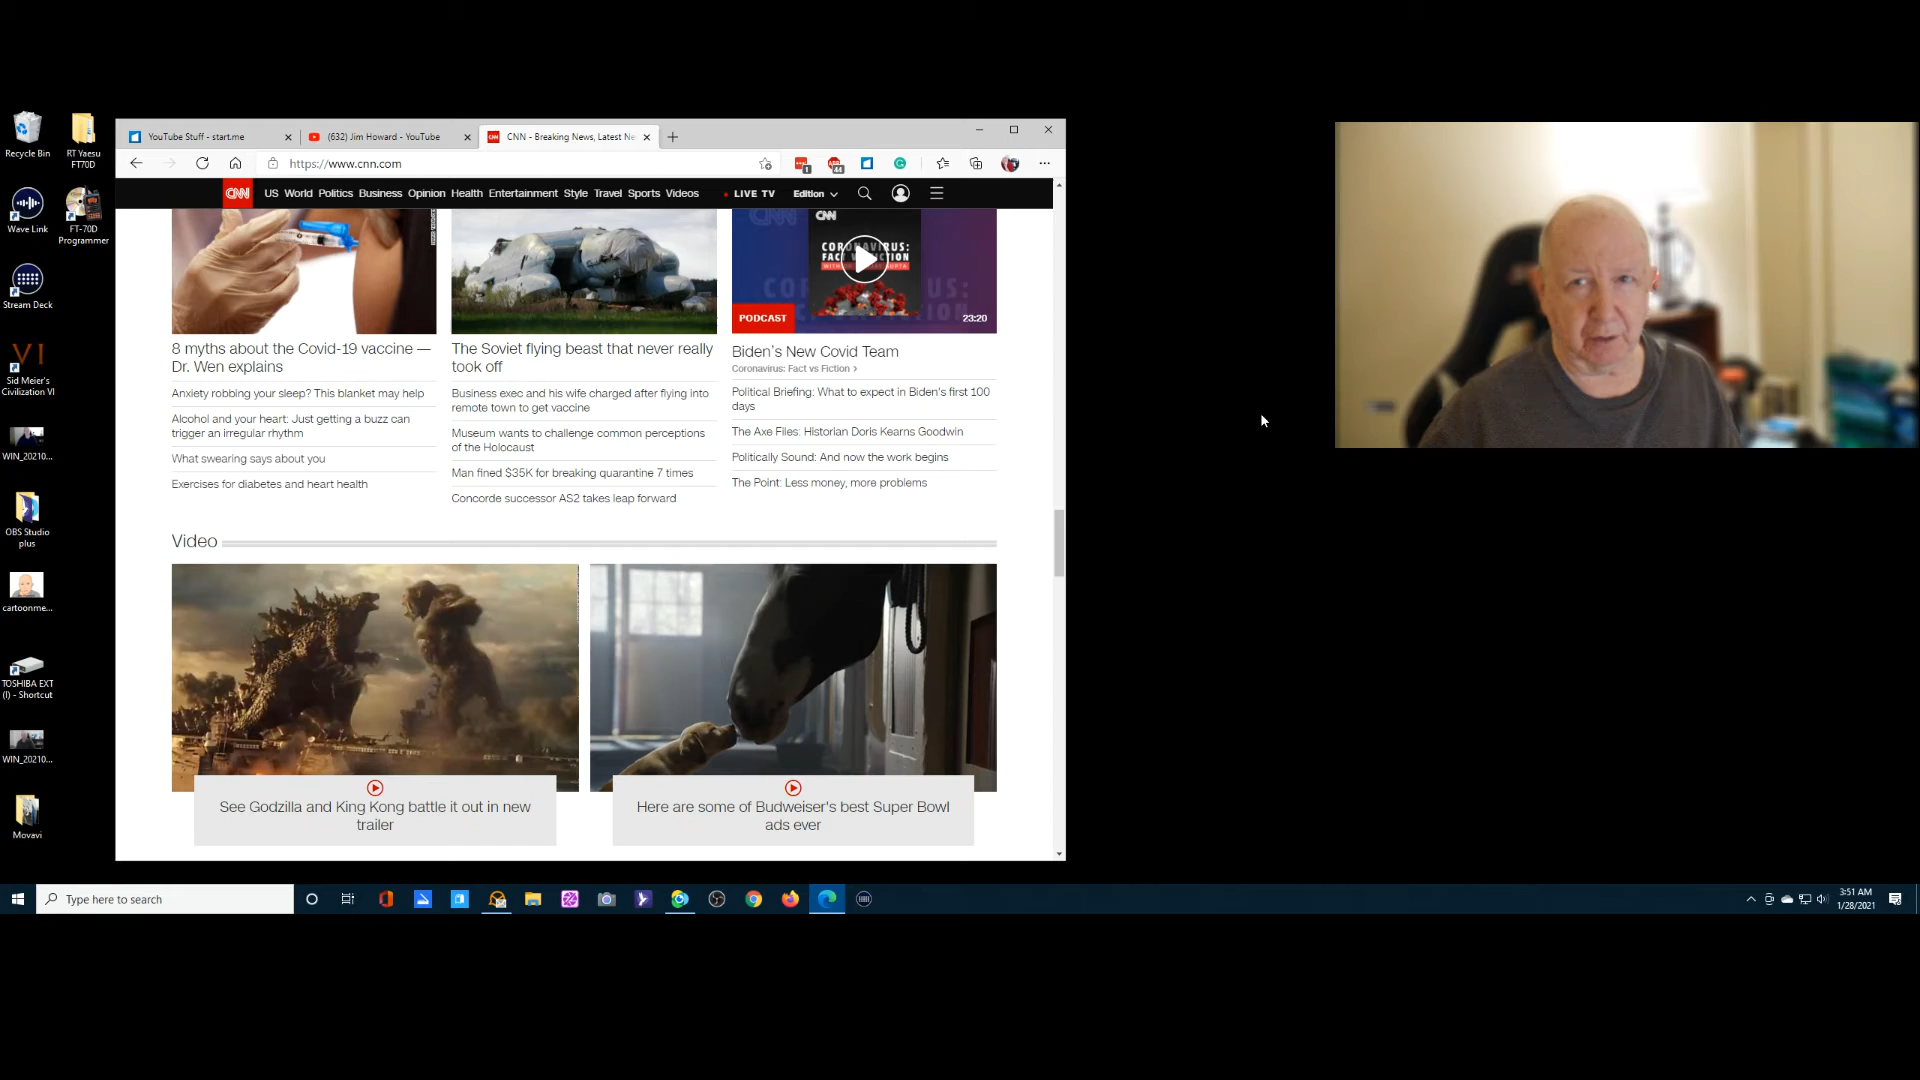 Recycle Bin
RT Yaesu
FT70D
Wave Link
FT-70D
Programmer
Stream Deck
Sid Meier's
Civilization VI
WIN_20210...
OBS Studio
plus
cartoonme...
TOSHIBA EXT
(I) - Shortcut
WIN_20210...
Movavi
YouTube Stuff - start.me
(632) Jim Howard - YouTube
CNN - Breaking News, Latest Ne
https://www.cnn.com
1
44
CNN US World Politics Business Opinion Health Entertainment Style Travel Sports Videos LIVE TV Edition
8 myths about the Covid-19 vaccine —
Dr. Wen explains
Anxiety robbing your sleep? This blanket may help
Alcohol and your heart: Just getting a buzz can
trigger an irregular rhythm
What swearing says about you
Exercises for diabetes and heart health
The Soviet flying beast that never really
took off
Business exec and his wife charged after flying into
remote town to get vaccine
Museum wants to challenge common perceptions
of the Holocaust
Man fined $35K for breaking quarantine 7 times
Concorde successor AS2 takes leap forward
CNN
CORONAVIRUS:
PODCAST
23:20
Biden's New Covid Team
Coronavirus: Fact vs Fiction
Political Briefing: What to expect in Biden's first 100
days
The Axe Files: Historian Doris Kearns Goodwin
Politically Sound: And now the work begins
The Point: Less money, more problems
Video
See Godzilla and King Kong battle it out in new
trailer
Here are some of Budweiser's best Super Bowl
ads ever
Type here to search
3:51 AM
1/28/2021